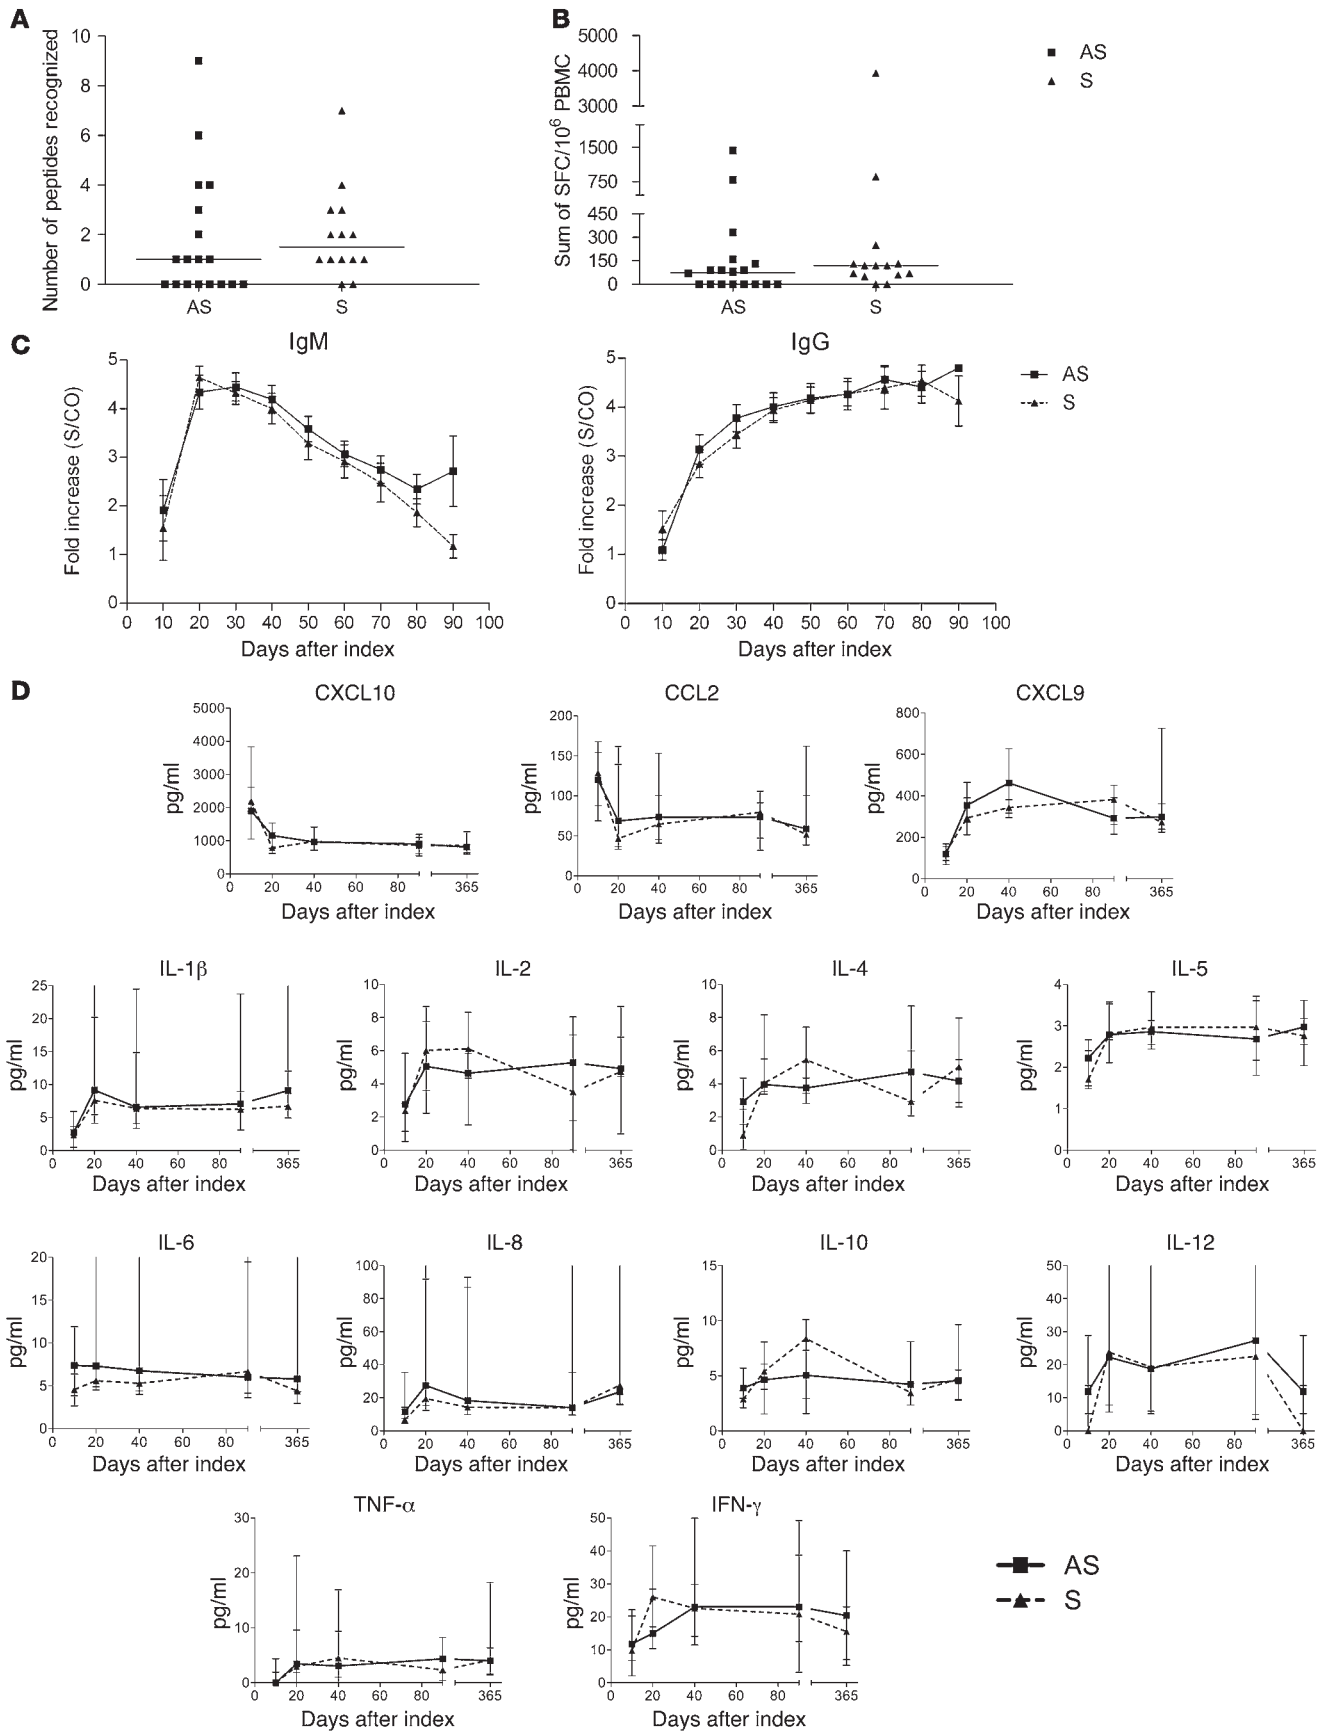 A
Number of peptides recognized
10
8
6
4
2
0
AS
S
B
Sum of SFC/10⁶ PBMC
5000
4000
3000
1500
750
450
300
150
0
AS
S
AS
S
C
IgM
Fold increase (S/CO)
5
4
3
2
1
0
0 10 20 30 40 50 60 70 80 90 100
Days after index
IgG
Fold increase (S/CO)
5
4
3
2
1
0
0 10 20 30 40 50 60 70 80 90 100
Days after index
AS
S
D
CXCL10
pg/ml
5000
4000
3000
2000
1000
0
0 20 40 60 80 365
Days after index
CCL2
pg/ml
200
150
100
50
0
0 20 40 60 80 365
Days after index
CXCL9
pg/ml
800
600
400
200
0
0 20 40 60 80 365
Days after index
IL-1β
pg/ml
25
20
15
10
5
0
0 20 40 60 80 365
Days after index
IL-2
pg/ml
10
8
6
4
2
0
0 20 40 60 80 365
Days after index
IL-4
pg/ml
10
8
6
4
2
0
0 20 40 60 80 365
Days after index
IL-5
pg/ml
4
3
2
1
0
0 20 40 60 80 365
Days after index
IL-6
pg/ml
20
15
10
5
0
0 20 40 60 80 365
Days after index
IL-8
pg/ml
100
80
60
40
20
0
0 20 40 60 80 365
Days after index
IL-10
pg/ml
15
10
5
0
0 20 40 60 80 365
Days after index
IL-12
pg/ml
50
40
30
20
10
0
0 20 40 60 80 365
Days after index
TNF-α
pg/ml
30
20
10
0
0 20 40 60 80 365
Days after index
IFN-γ
pg/ml
50
40
30
20
10
0
0 20 40 60 80 365
Days after index
AS
S